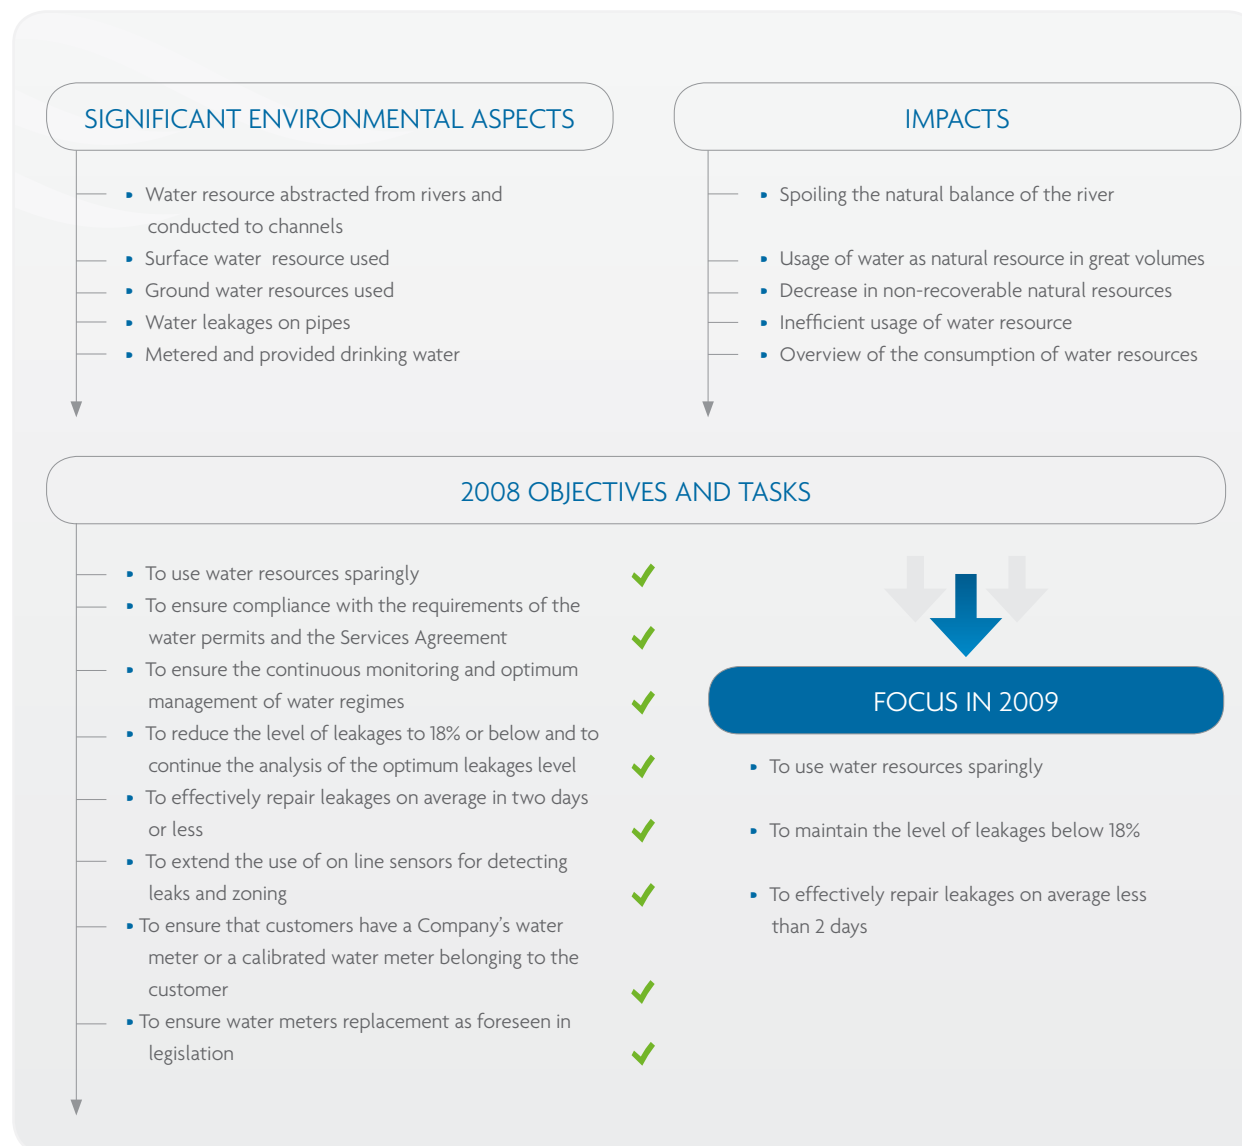 SIGNIFICANT ENVIRONMENTAL ASPECTS
Water resource abstracted from rivers and
conducted to channels
Surface water resource used
Ground water resources used
Water leakages on pipes
Metered and provided drinking water
IMPACTS
Spoiling the natural balance of the river
Usage of water as natural resource in great volumes
Decrease in non-recoverable natural resources
Inefficient usage of water resource
Overview of the consumption of water resources
2008 OBJECTIVES AND TASKS
To use water resources sparingly
To ensure compliance with the requirements of the
water permits and the Services Agreement
To ensure the continuous monitoring and optimum
management of water regimes
To reduce the level of leakages to 18% or below and to
continue the analysis of the optimum leakages level
To effectively repair leakages on average in two days
or less
To extend the use of on line sensors for detecting
leaks and zoning
To ensure that customers have a Company's water
meter or a calibrated water meter belonging to the
customer
To ensure water meters replacement as foreseen in
legislation
FOCUS IN 2009
To use water resources sparingly
To maintain the level of leakages below 18%
To effectively repair leakages on average less
than 2 days